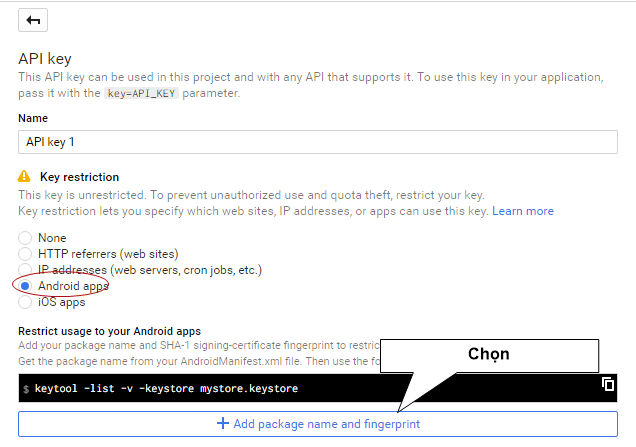 API key
This API key can be used in this project and with any API that supports it. To use this key in your application,
pass it with the key=API_KEY parameter.
Name
API key 1
Key restriction
This key is unrestricted. To prevent unauthorized use and quota theft, restrict your key.
Key restriction lets you specify which web sites, IP addresses, or apps can use this key. Learn more
None
HTTP referrers (web sites)
IP addresses (web servers, cron jobs, etc.)
Android apps
iOS apps
Restrict usage to your Android apps
Add your package name and SHA-1 signing-certificate fingerprint to restric
Get the package name from your AndroidManifest.xml file. Then use the fo
Chọn
$ keytool -list -v -keystore mystore.keystore
+ Add package name and fingerprint